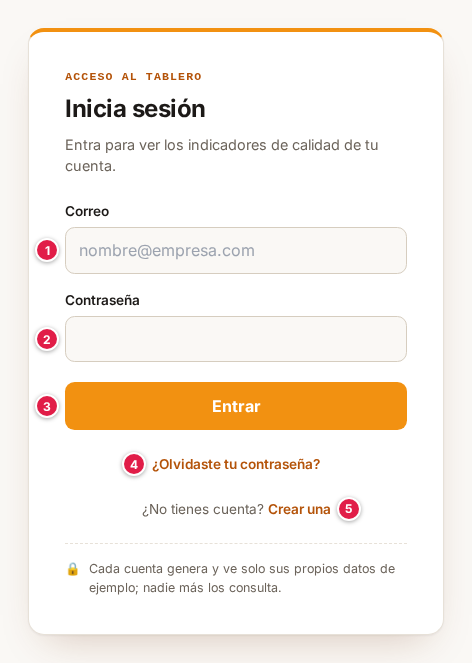 ACCESO AL TABLERO
Inicia sesión
Entra para ver los indicadores de calidad de tu
cuenta.
Correo
1 nombre@empresa.com
Contraseña
2
3 Entrar
4 ¿Olvidaste tu contraseña?
¿No tienes cuenta? Crear una 5
Cada cuenta genera y ve solo sus propios datos de
ejemplo; nadie más los consulta.